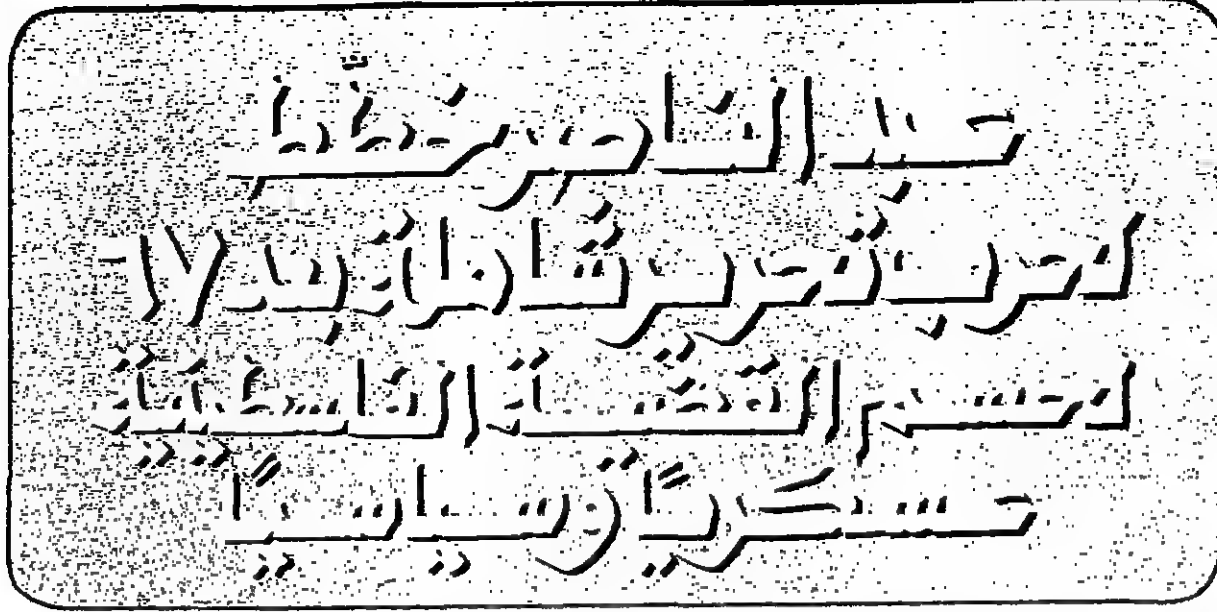 عبد الناصر خطط
لحرب تحرير شاملة بعد ٦٧
لحسم القضية الفلسطينية
عسكرياً وسياسياً